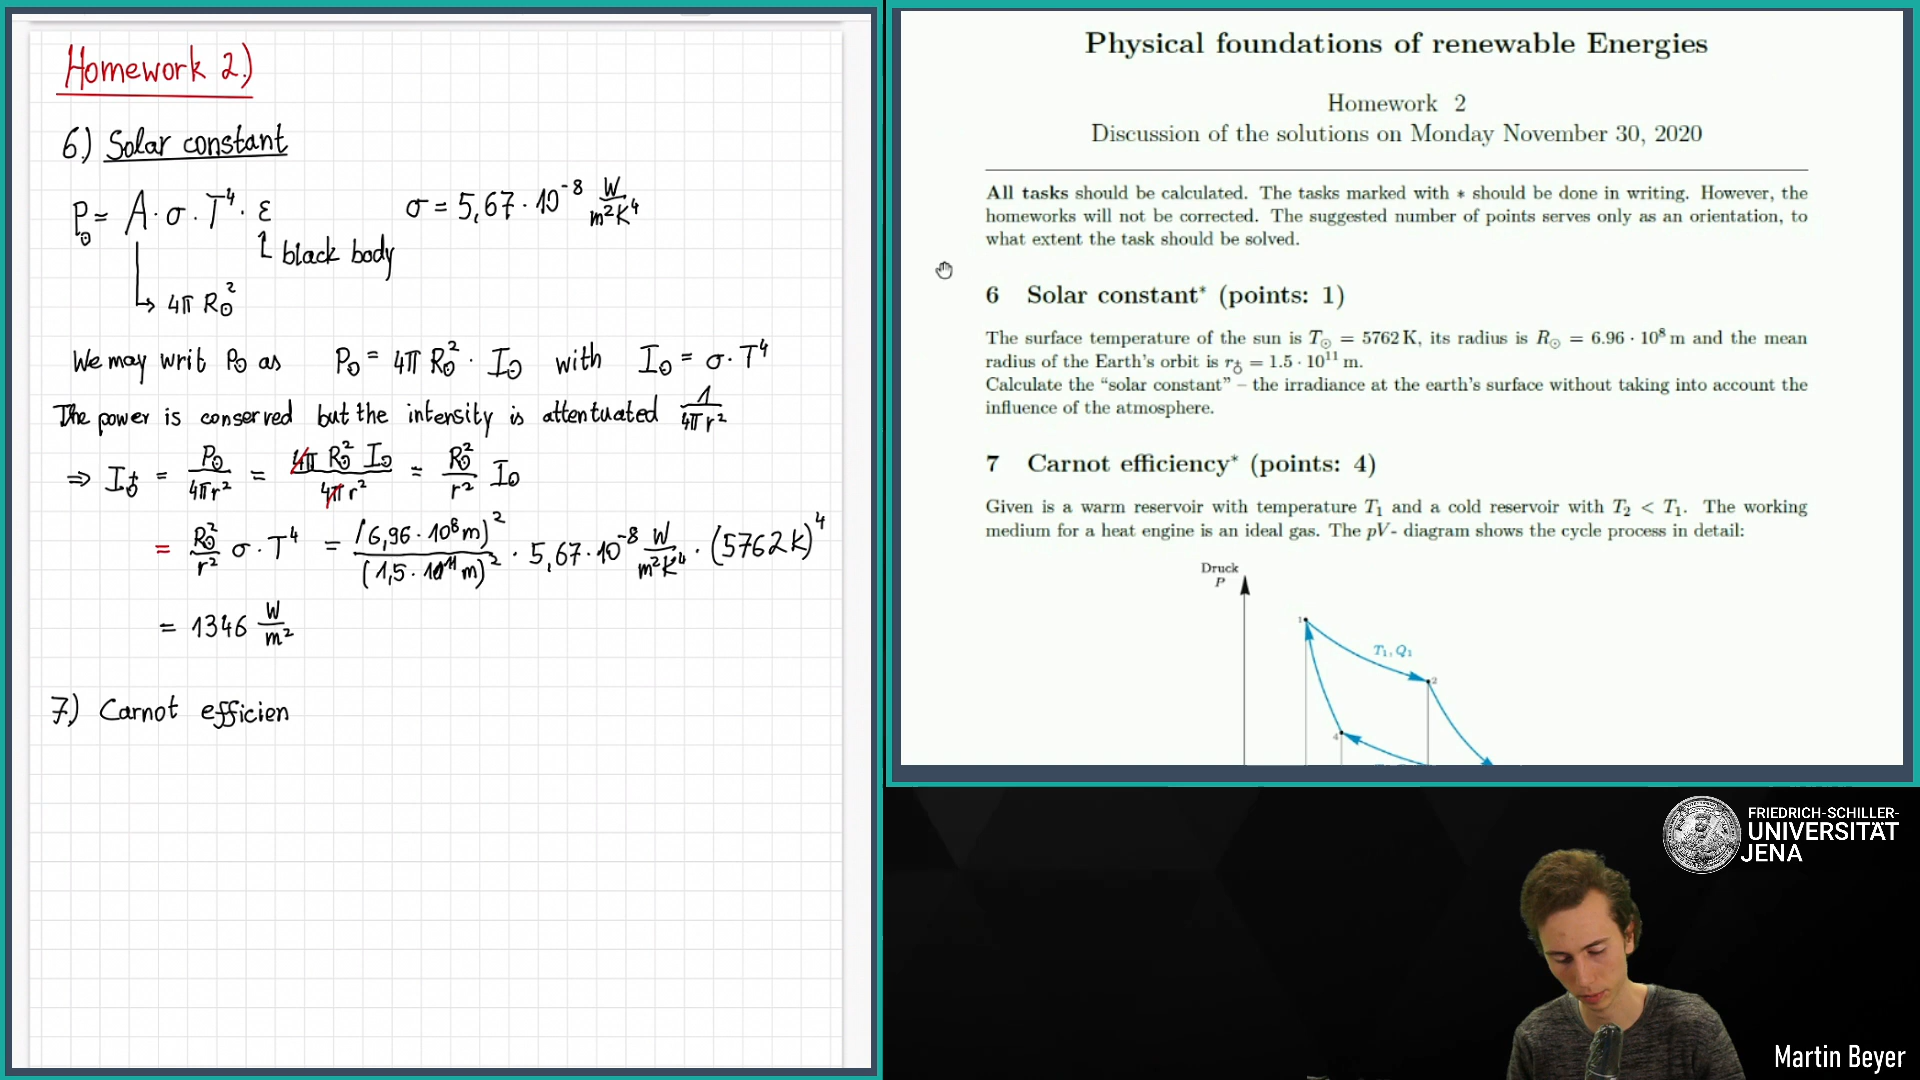 Homework 2.)
6.) Solar constant
P☉ = A · σ · T⁴ · ε
σ = 5,67 · 10⁻⁸ W/m²K⁴
black body
4π R☉²
We may writ P☉ as P☉ = 4π R☉² · I☉ with I☉ = σ · T⁴
The power is conserved but the intensity is attentuated 1/4πr²
⇒ I♁ = P☉/4πr² = 4π R☉² I☉/4π r² = R☉²/r² I☉
= R☉²/r² σ · T⁴ = (6,96 · 10⁸ m)²/(1,5 · 10¹¹ m)² · 5,67 · 10⁻⁸ W/m²K⁴ · (5762 K)⁴
= 1346 W/m²
7.) Carnot efficien
Physical foundations of renewable Energies
Homework 2
Discussion of the solutions on Monday November 30, 2020
All tasks should be calculated. The tasks marked with * should be done in writing. However, the
homeworks will not be corrected. The suggested number of points serves only as an orientation, to
what extent the task should be solved.
6 Solar constant* (points: 1)
The surface temperature of the sun is T☉ = 5762 K, its radius is R☉ = 6.96 · 10⁸ m and the mean
radius of the Earth's orbit is r♁ = 1.5 · 10¹¹ m.
Calculate the “solar constant” – the irradiance at the earth's surface without taking into account the
influence of the atmosphere.
7 Carnot efficiency* (points: 4)
Given is a warm reservoir with temperature T₁ and a cold reservoir with T₂ < T₁. The working
medium for a heat engine is an ideal gas. The pV- diagram shows the cycle process in detail:
Druck
P
1
T₁, Q₁
2
4
FRIEDRICH-SCHILLER-
UNIVERSITÄT
JENA
Martin Beyer